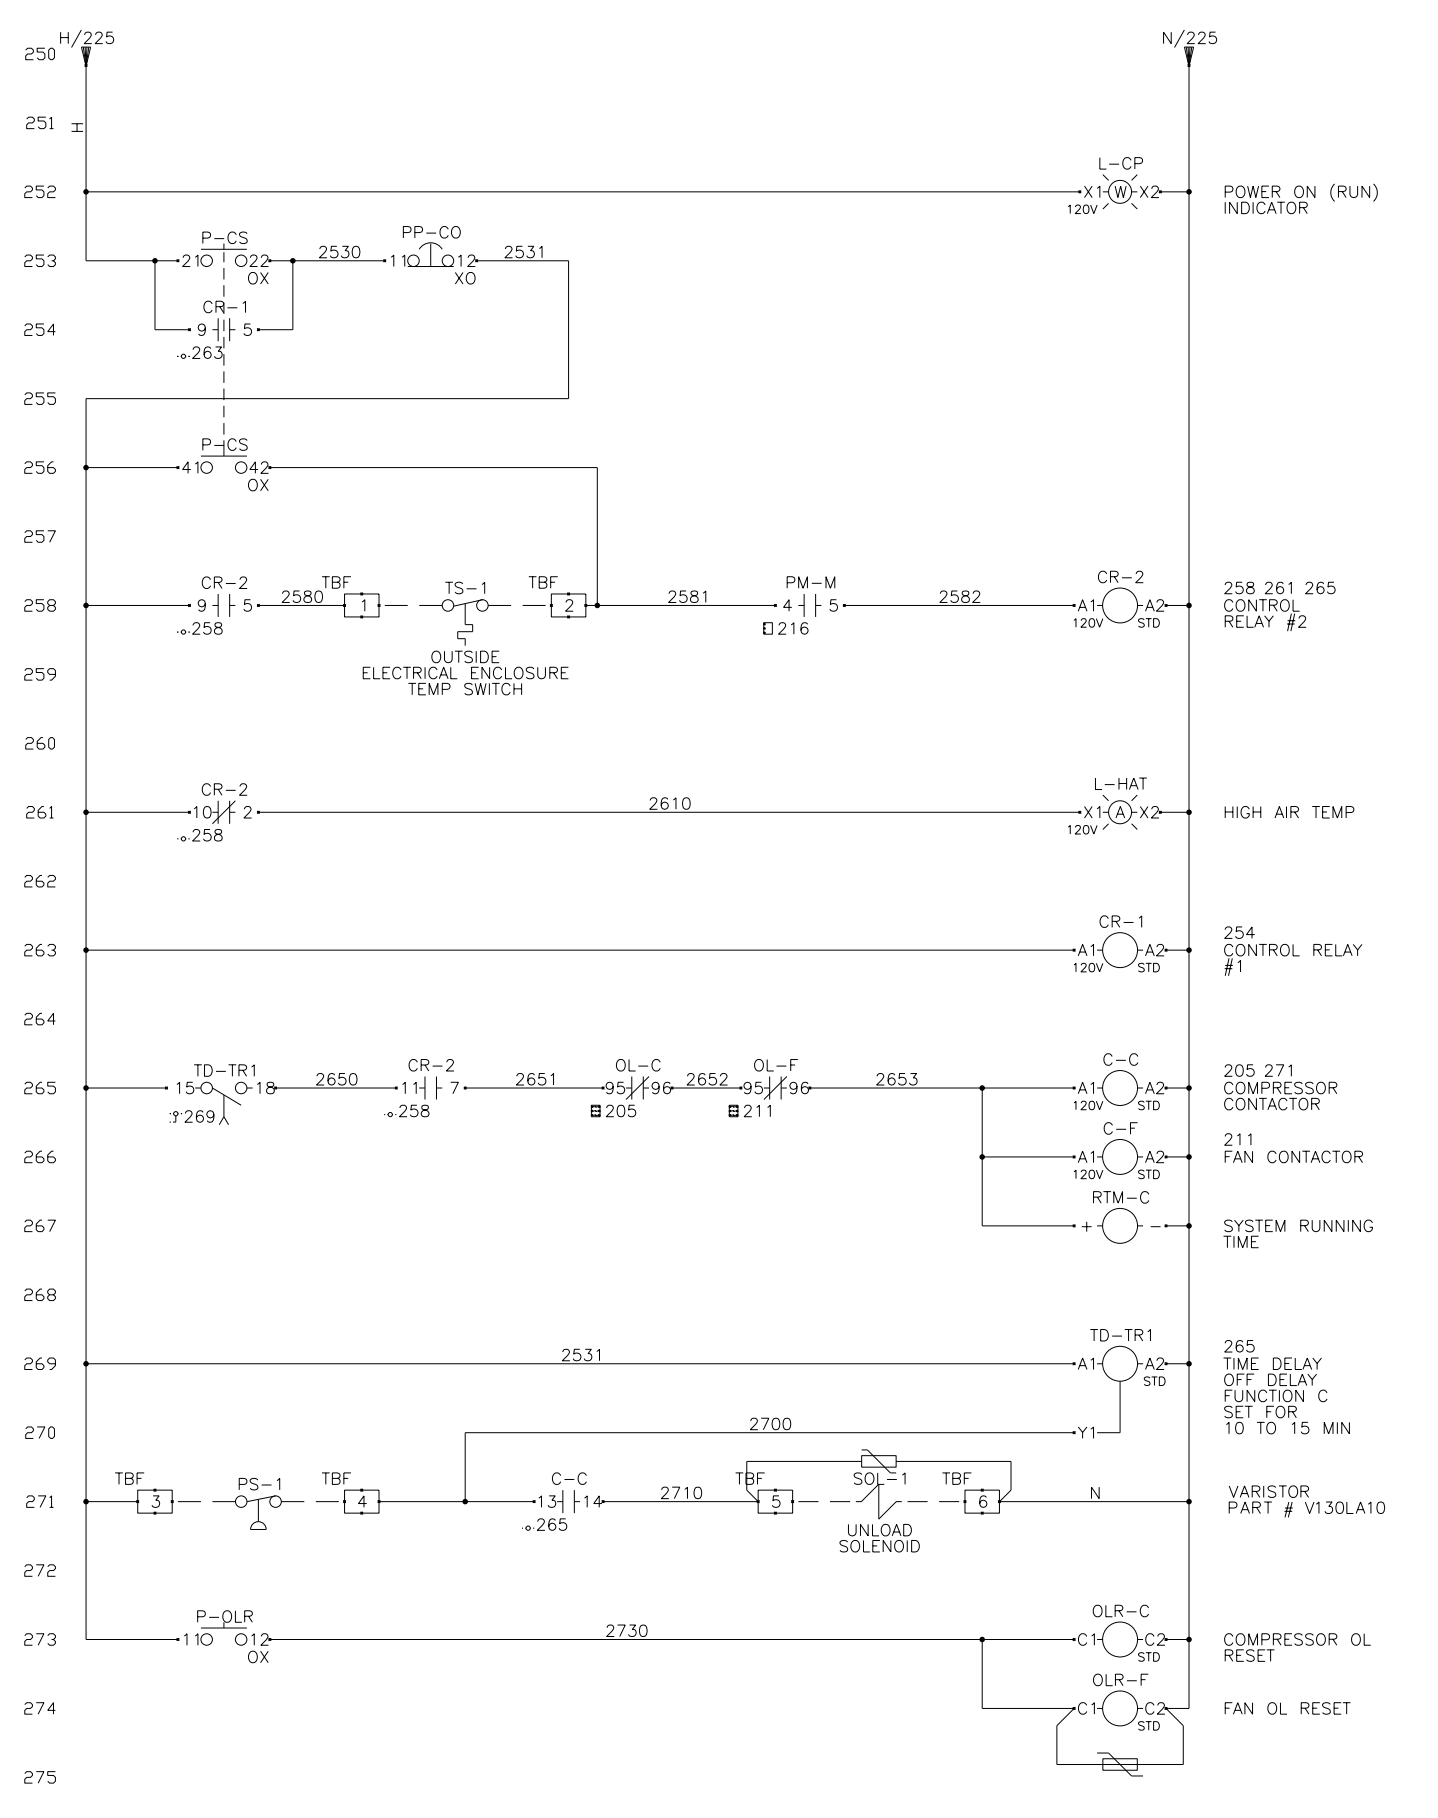 H/225 N/225
250
251 H
L-CP
252 X1 W X2 POWER ON (RUN)
120V INDICATOR
P-CS PP-CO
253 21 22 2530 11 12 2531
OX XO
CR-1
254 9 5
263
255
P-CS
256 41 42
OX
257
CR-2 TBF TS-1 TBF PM-M CR-2
258 261 265
258 9 5 2580 1 2 2581 4 5 2582 A1 A2 CONTROL
258 216 120V STD RELAY #2
OUTSIDE
259 ELECTRICAL ENCLOSURE
TEMP SWITCH
260
CR-2 L-HAT
261 10 2 2610 X1 A X2 HIGH AIR TEMP
258 120V
262
CR-1
254
263 A1 A2 CONTROL RELAY
120V STD #1
264
TD-TR1 CR-2 OL-C OL-F C-C
205 271
265 15 18 2650 11 7 2651 95 96 2652 95 96 2653 A1 A2 COMPRESSOR
269 258 205 211 120V STD CONTACTOR
C-F
211
266 A1 A2 FAN CONTACTOR
120V STD
RTM-C
267 + - SYSTEM RUNNING
TIME
268
TD-TR1
265
269 2531 A1 A2 TIME DELAY
STD OFF DELAY
FUNCTION C
SET FOR
270 2700 Y1 10 TO 15 MIN
TBF PS-1 TBF C-C TBF SOL-1 TBF
271 3 4 13 14 2710 5 6 N VARISTOR
265 PART # V130LA10
UNLOAD
SOLENOID
272
P-OLR OLR-C
273 11 12 2730 C1 C2 COMPRESSOR OL
OX STD RESET
OLR-F
274 C1 C2 FAN OL RESET
STD
275